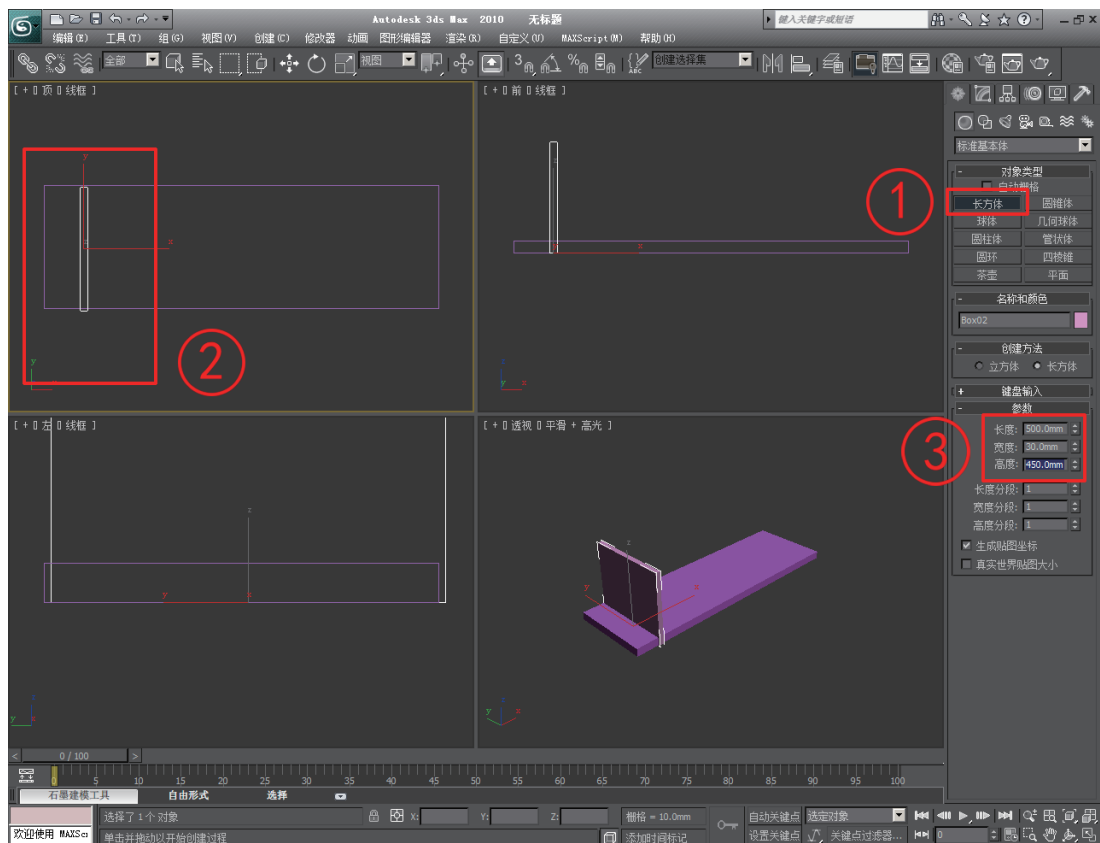 Autodesk 3ds Max 2010 无标题
键入关键字或短语
编辑(E) 工具(T) 组(G) 视图(V) 创建(C) 修改器 动画 图形编辑器 渲染(R) 自定义(U) MAXScript(M) 帮助(H)
全部
视图
创建选择集
[ + 0 顶 0 线框 ]
[ + 0 前 0 线框 ]
标准基本体
- 对象类型
自动栅格
长方体 圆锥体
球体 几何球体
圆柱体 管状体
圆环 四棱锥
茶壶 平面
- 名称和颜色
Box02
- 创建方法
立方体 长方体
+ 键盘输入
- 参数
长度: 500.0mm
宽度: 30.0mm
高度: 450.0mm
长度分段: 1
宽度分段: 1
高度分段: 1
生成贴图坐标
真实世界贴图大小
①
②
③
[ + 0 左 0 线框 ]
[ + 0 透视 0 平滑 + 高光 ]
< 0 / 100 >
0 5 10 15 20 25 30 35 40 45 50 55 60 65 70 75 80 85 90 95 100
石墨建模工具 自由形式 选择
选择了 1 个 对象 X: Y: Z: 栅格 = 10.0mm 自动关键点 选定对象
欢迎使用 MAXSc 单击并拖动以开始创建过程 添加时间标记 设置关键点 关键点过滤器... 0